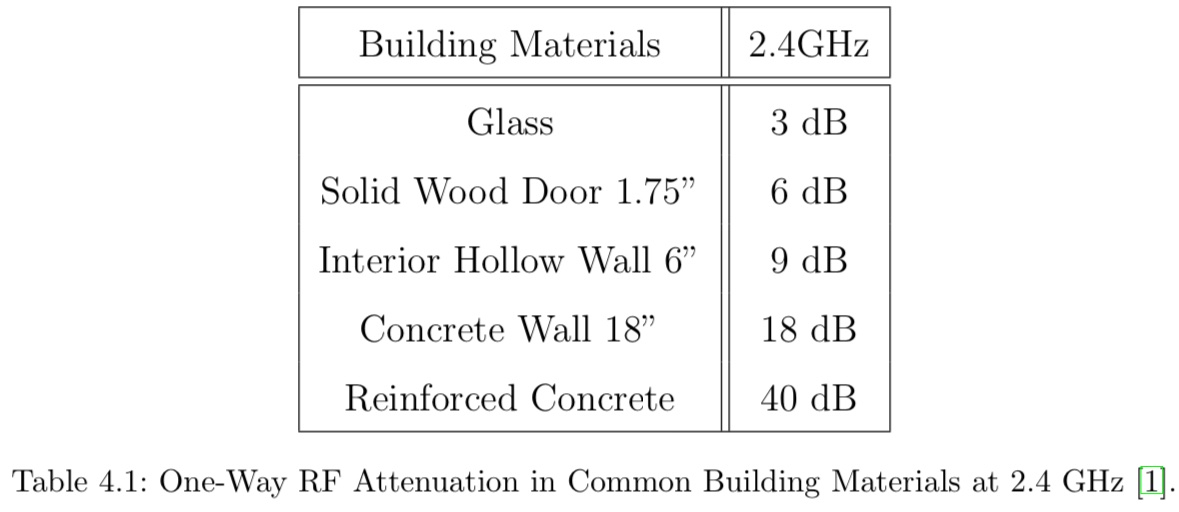 Building Materials 2.4GHz
Glass 3 dB
Solid Wood Door 1.75” 6 dB
Interior Hollow Wall 6” 9 dB
Concrete Wall 18” 18 dB
Reinforced Concrete 40 dB
Table 4.1: One-Way RF Attenuation in Common Building Materials at 2.4 GHz [1].